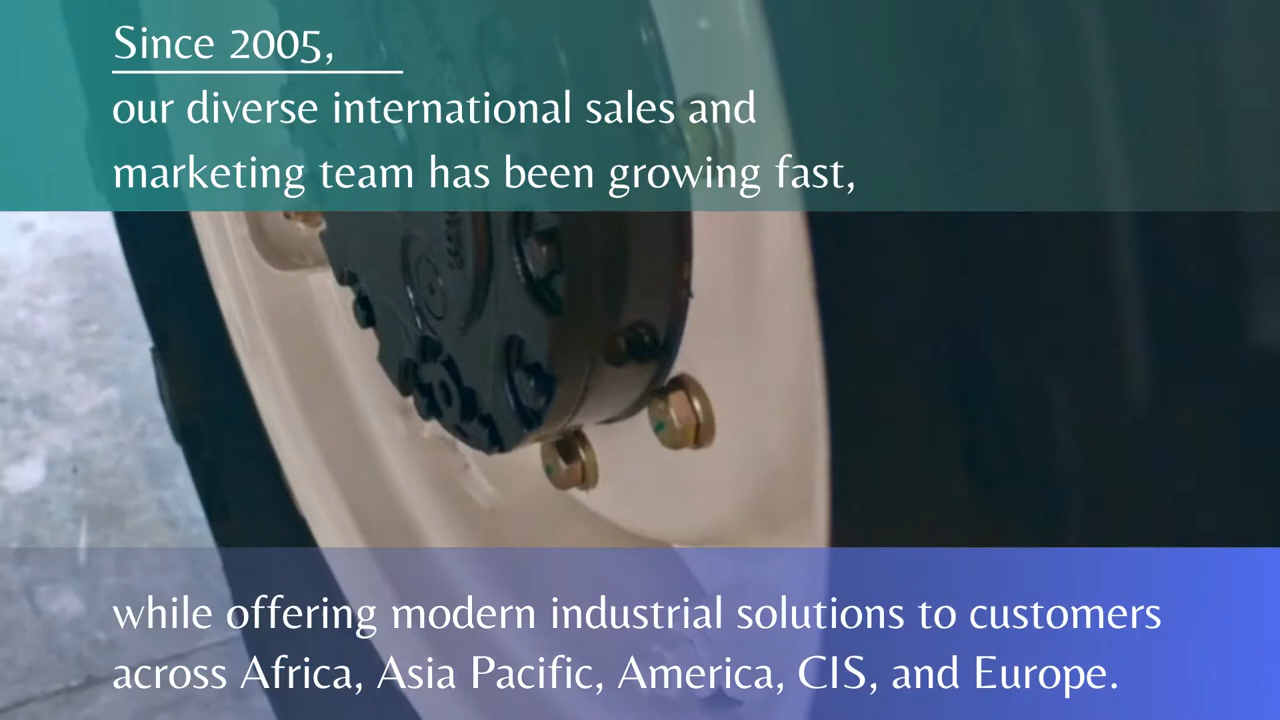 Since 2005,
our diverse international sales and
marketing team has been growing fast,
while offering modern industrial solutions to customers
across Africa, Asia Pacific, America, CIS, and Europe.